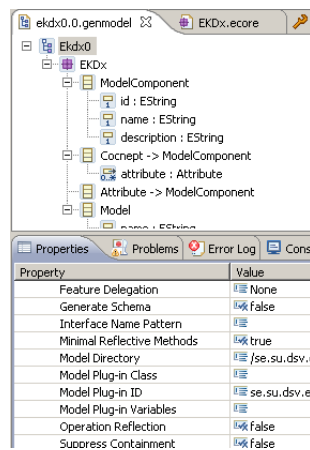 ekdx0.0.genmodel EKDx.ecore
Ekdx0
EKDx
ModelComponent
id : EString
name : EString
description : EString
Cocnept -> ModelComponent
attribute : Attribute
Attribute -> ModelComponent
Model
name : EString
Properties Problems Error Log Cons
Property Value
Feature Delegation None
Generate Schema false
Interface Name Pattern
Minimal Reflective Methods true
Model Directory /se.su.dsv.
Model Plug-in Class
Model Plug-in ID se.su.dsv.e
Model Plug-in Variables
Operation Reflection false
Suppress Containment false